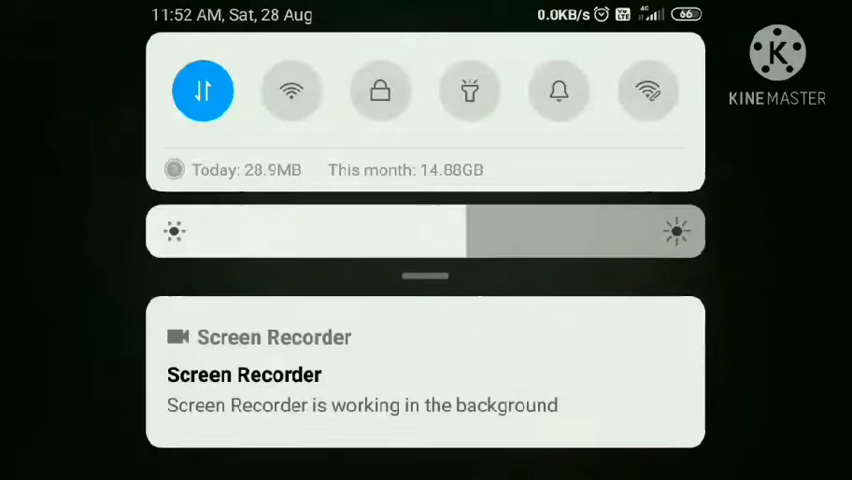 11:52 AM, Sat, 28 Aug
0.0KB/s 4G 66
K
KINEMASTER
Today: 28.9MB This month: 14.88GB
Screen Recorder
Screen Recorder
Screen Recorder is working in the background